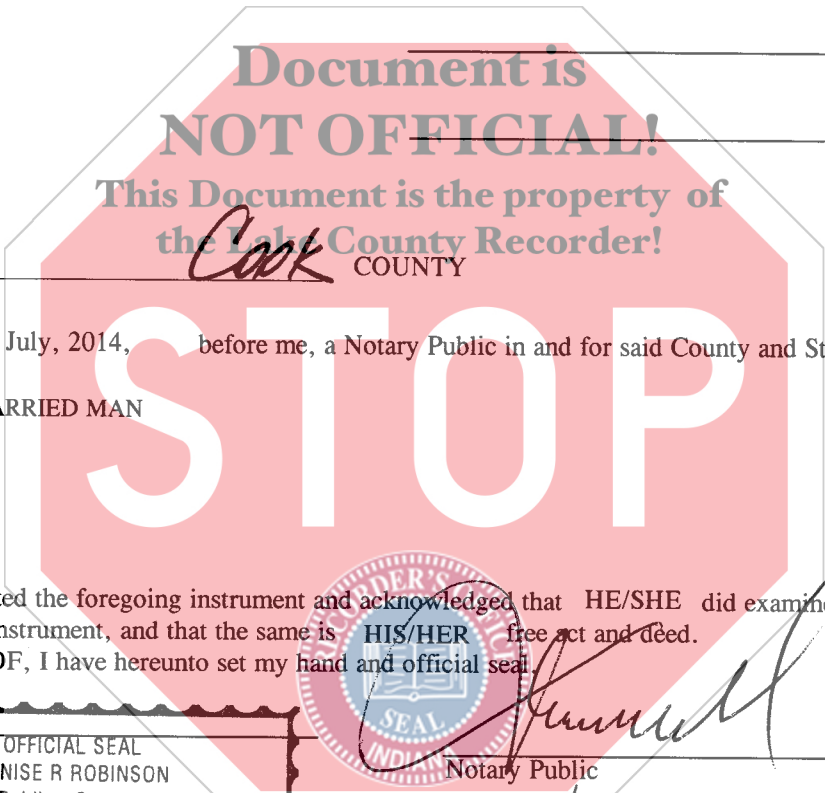 Document is
NOT OFFICIAL!
This Document is the property of
the Lake County Recorder!
Cook COUNTY
July, 2014, before me, a Notary Public in and for said County and St
ARRIED MAN
STOP
ed the foregoing instrument and acknowledged that HE/SHE did examin
nstrument, and that the same is HIS/HER free act and deed.
OF, I have hereunto set my hand and official seal.
RECORDER'S OFFICE
SEAL
INDIANA
OFFICIAL SEAL
NISE R ROBINSON
Notary Public